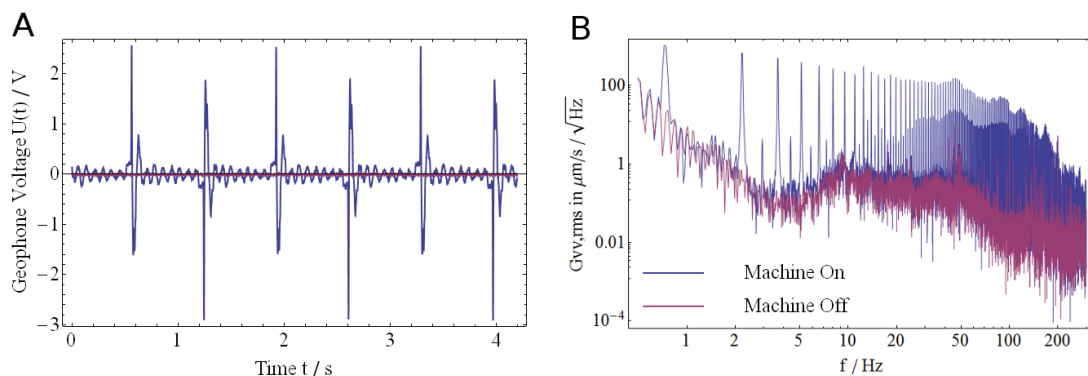 A
Geophone Voltage U(t) / V
2
1
0
−1
−2
−3
0
1
2
3
4
Time t / s
B
Gvv,rms in μm/s / √Hz
100
1
0.01
10⁻⁴
Machine On
Machine Off
1
2
5
10
20
50
100
200
f / Hz